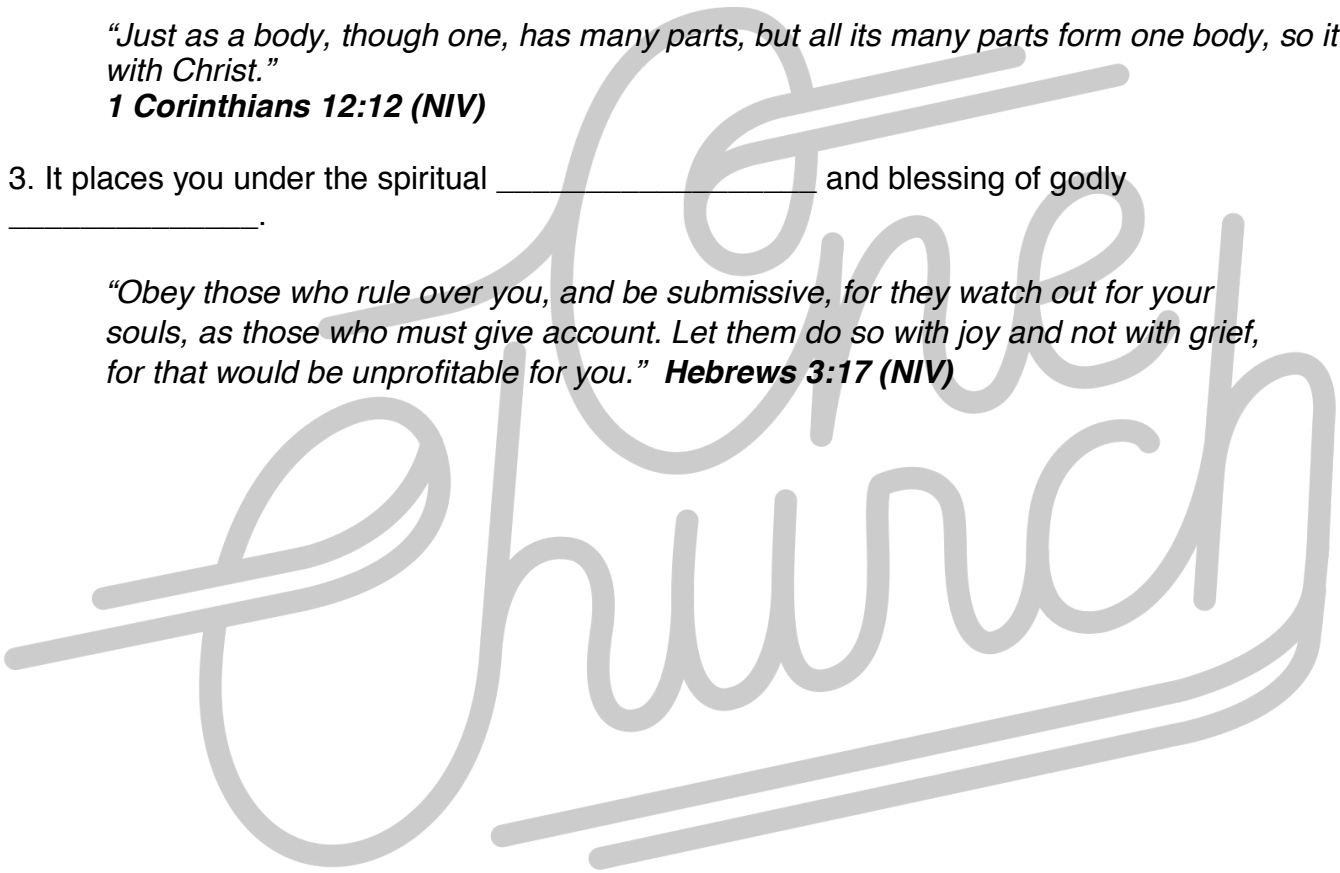 “Just as a body, though one, has many parts, but all its many parts form one body, so it
with Christ.”
1 Corinthians 12:12 (NIV)
3. It places you under the spiritual ___________________ and blessing of godly
______________.
“Obey those who rule over you, and be submissive, for they watch out for your
souls, as those who must give account. Let them do so with joy and not with grief,
for that would be unprofitable for you.”  Hebrews 3:17 (NIV)
One
Church